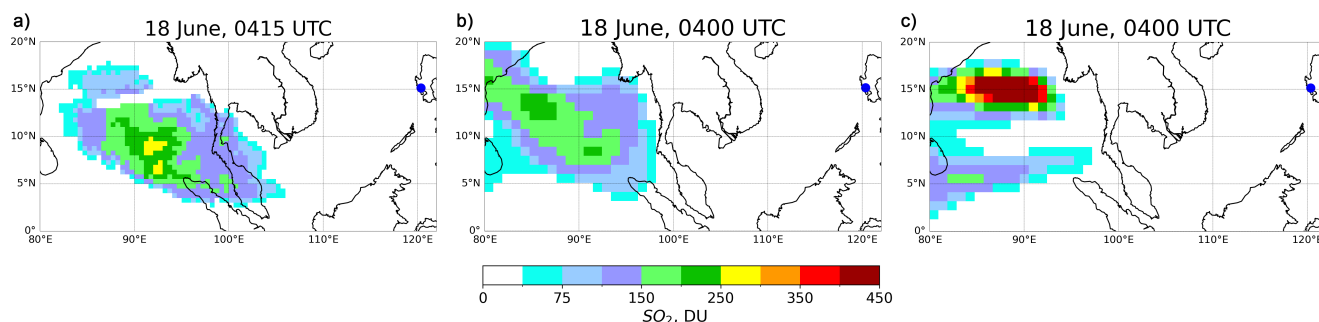 a) 18 June, 0415 UTC
b) 18 June, 0400 UTC
c) 18 June, 0400 UTC
20°N
15°N
10°N
5°N
0°
80°E 90°E 100°E 110°E 120°E
20°N
15°N
10°N
5°N
0°
80°E 90°E 100°E 110°E 120°E
20°N
15°N
10°N
5°N
0°
80°E 90°E 100°E 110°E 120°E
0 75 150 250 350 450
SO₂, DU